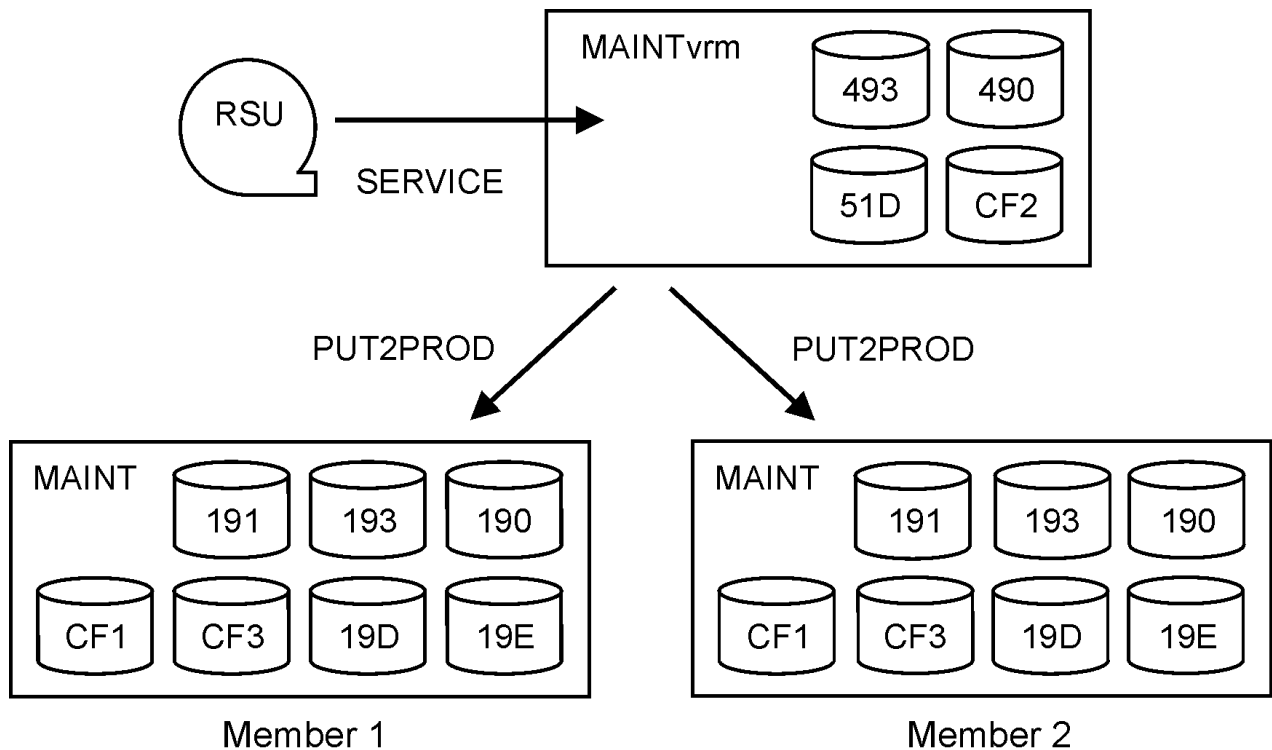 MAINTvrm
493 490
RSU
SERVICE
51D CF2
PUT2PROD PUT2PROD
MAINT
191 193 190
CF1 CF3 19D 19E
Member 1
MAINT
191 193 190
CF1 CF3 19D 19E
Member 2